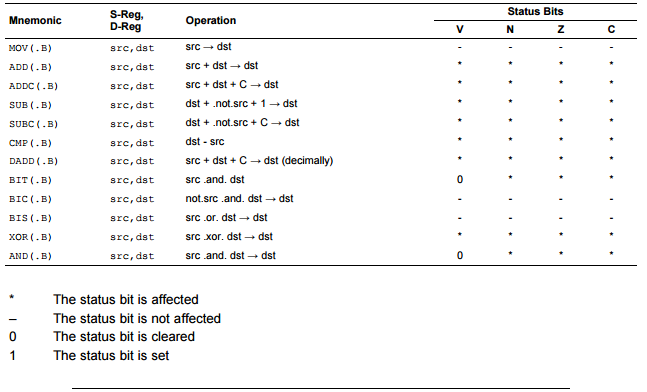 Mnemonic S-Reg, D-Reg Operation Status Bits
V N Z C
MOV(.B) src,dst src → dst - - - -
ADD(.B) src,dst src + dst → dst * * * *
ADDC(.B) src,dst src + dst + C → dst * * * *
SUB(.B) src,dst dst + .not.src + 1 → dst * * * *
SUBC(.B) src,dst dst + .not.src + C → dst * * * *
CMP(.B) src,dst dst - src * * * *
DADD(.B) src,dst src + dst + C → dst (decimally) * * * *
BIT(.B) src,dst src .and. dst 0 * * *
BIC(.B) src,dst not.src .and. dst → dst - - - -
BIS(.B) src,dst src .or. dst → dst - - - -
XOR(.B) src,dst src .xor. dst → dst * * * *
AND(.B) src,dst src .and. dst → dst 0 * * *
* The status bit is affected
– The status bit is not affected
0 The status bit is cleared
1 The status bit is set